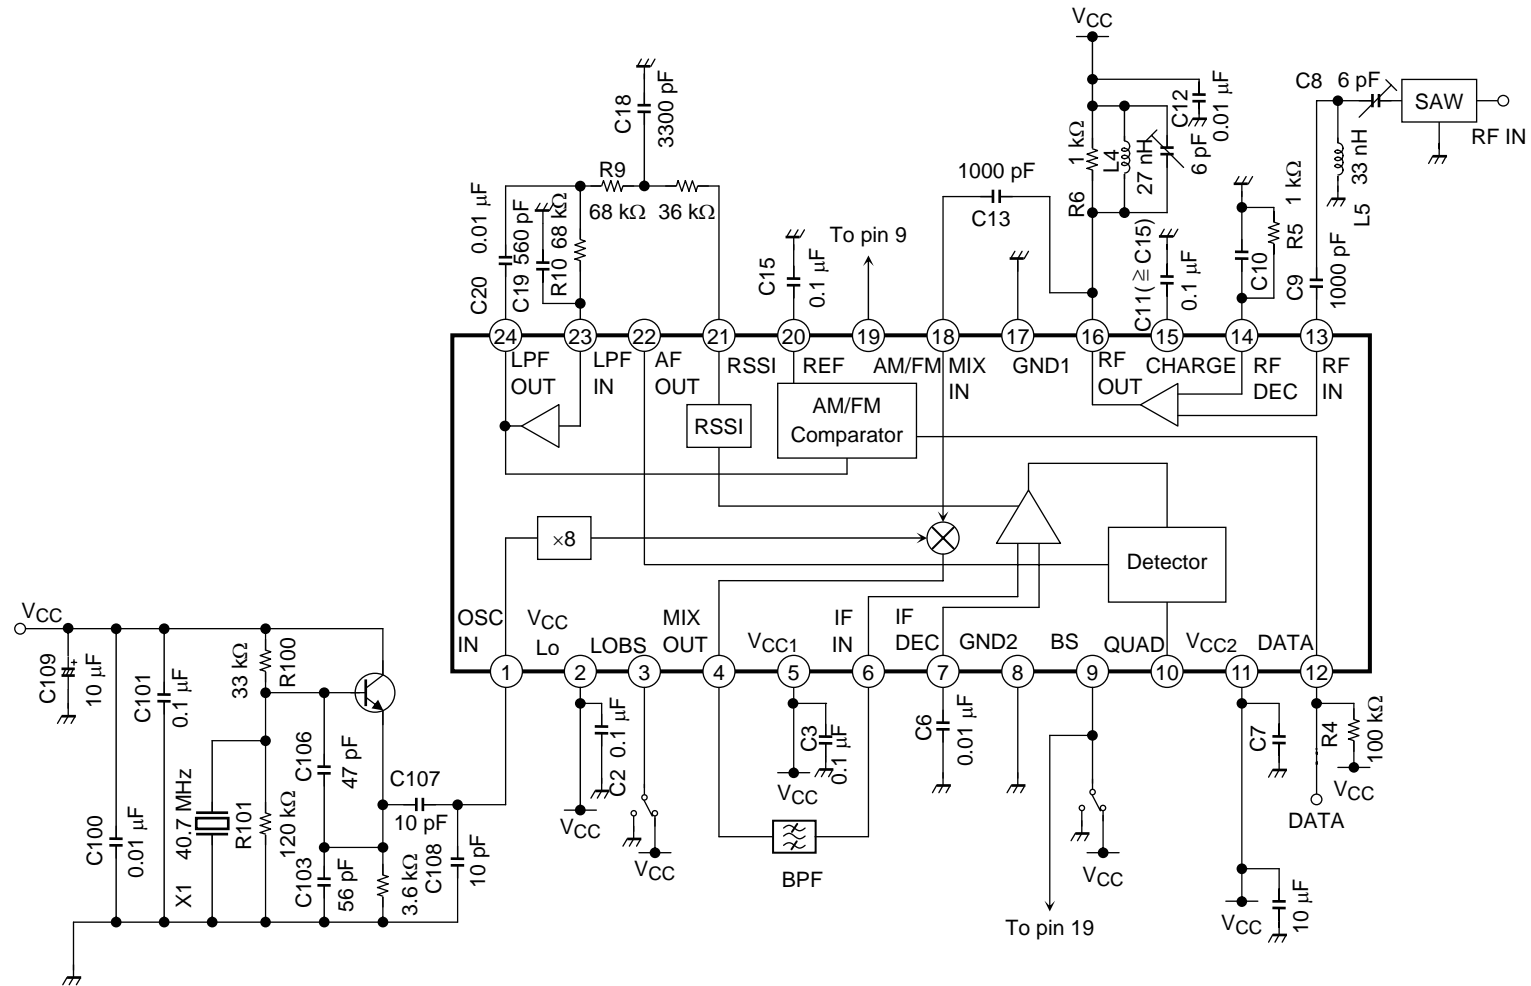 VCC
C18
3300 pF
C12
0.01 µF
C8
6 pF
SAW
RF IN
1 kΩ
L4
27 nH
6 pF
R6
33 nH
L5
R9
68 kΩ
36 kΩ
1000 pF
C13
0.01 µF
C20
C19
560 pF
R10
68 kΩ
C15
0.1 µF
To pin 9
C11( ≧ C15)
0.1 µF
C10
R5
1 kΩ
C9
1000 pF
24
23
22
21
20
19
18
17
16
15
14
13
LPF OUT
LPF IN
AF OUT
RSSI
REF
AM/FM
MIX IN
GND1
RF OUT
CHARGE
RF DEC
RF IN
RSSI
AM/FM
Comparator
×8
Detector
OSC IN
VCC Lo
LOBS
MIX OUT
VCC1
IF IN
IF DEC
GND2
BS
QUAD
VCC2
DATA
1
2
3
4
5
6
7
8
9
10
11
12
VCC
C109
10 µF
C101
0.1 µF
33 kΩ
R100
C106
47 pF
C107
10 pF
C100
0.01 µF
X1
40.7 MHz
R101
120 kΩ
C103
56 pF
3.6 kΩ
C108
10 pF
C2
0.1 µF
VCC
VCC
BPF
C3
0.1 µF
VCC
C6
0.01 µF
To pin 19
VCC
C7
VCC
10 µF
R4
100 kΩ
VCC
DATA